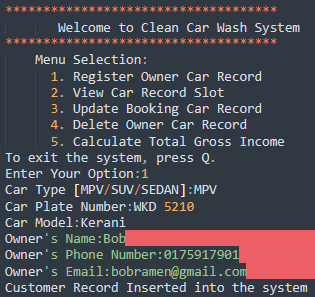 ***********************************
Welcome to Clean Car Wash System
***********************************
Menu Selection:
1. Register Owner Car Record
2. View Car Record Slot
3. Update Booking Car Record
4. Delete Owner Car Record
5. Calculate Total Gross Income
To exit the system, press Q.
Enter Your Option:1
Car Type [MPV/SUV/SEDAN]:MPV
Car Plate Number:WKD 5210
Car Model:Kerani
Owner's Name:Bob
Owner's Phone Number:0175917901
Owner's Email:bobramen@gmail.com
Customer Record Inserted into the system